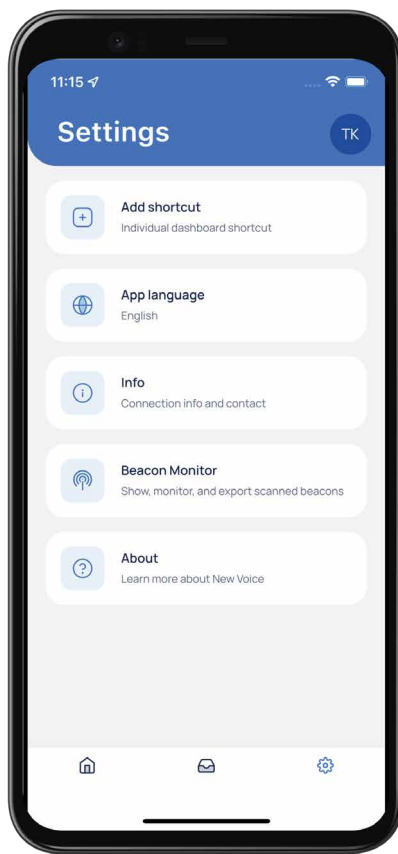 11:15
Settings
TK
Add shortcut
Individual dashboard shortcut
App language
English
Info
Connection info and contact
Beacon Monitor
Show, monitor, and export scanned beacons
About
Learn more about New Voice